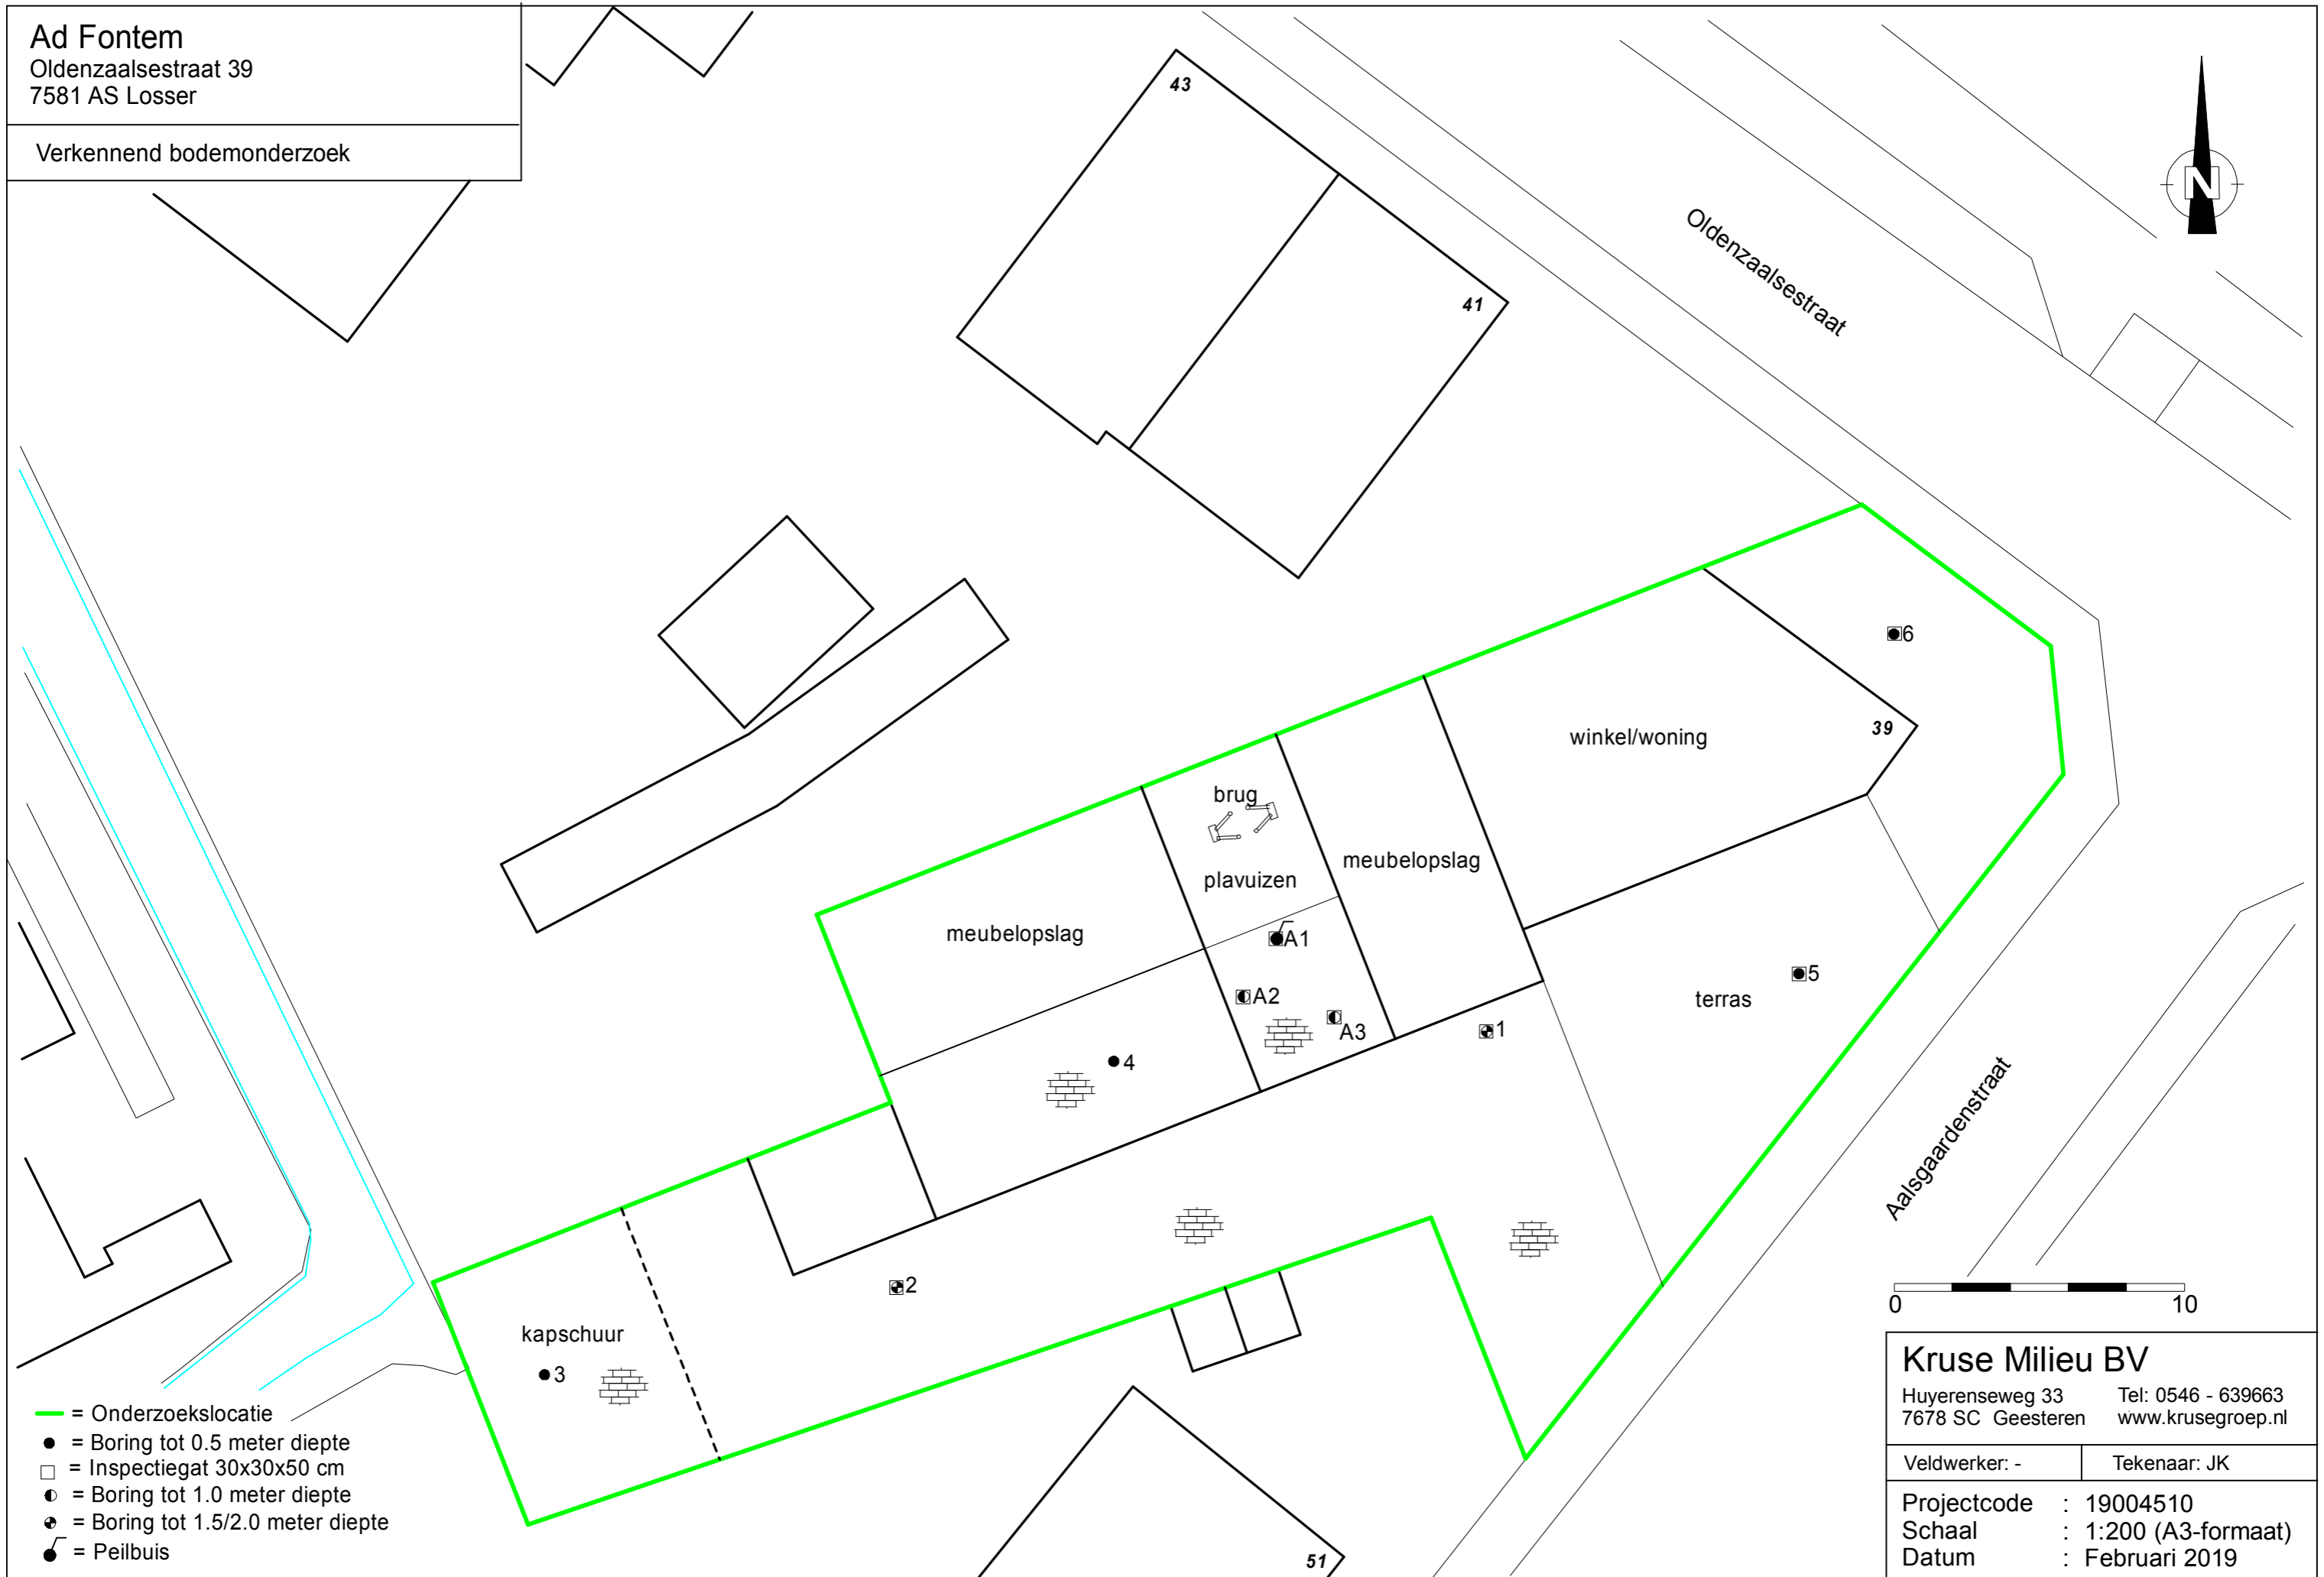 Ad Fontem
Oldenzaalsestraat 39
7581 AS Losser
Verkennend bodemonderzoek
43
41
N
Oldenzaalsestraat
6
39
winkel/woning
brug
meubelopslag
plavuizen
meubelopslag
A1
5
A2
terras
A3
1
4
Aalsgaardenstraat
2
0 10
kapschuur
3
= Onderzoekslocatie
= Boring tot 0.5 meter diepte
= Inspectiegat 30x30x50 cm
= Boring tot 1.0 meter diepte
= Boring tot 1.5/2.0 meter diepte
= Peilbuis
51
Kruse Milieu BV
Huyerenseweg 33 Tel: 0546 - 639663
7678 SC Geesteren www.krusegroep.nl
Veldwerker: - Tekenaar: JK
Projectcode : 19004510
Schaal : 1:200 (A3-formaat)
Datum : Februari 2019